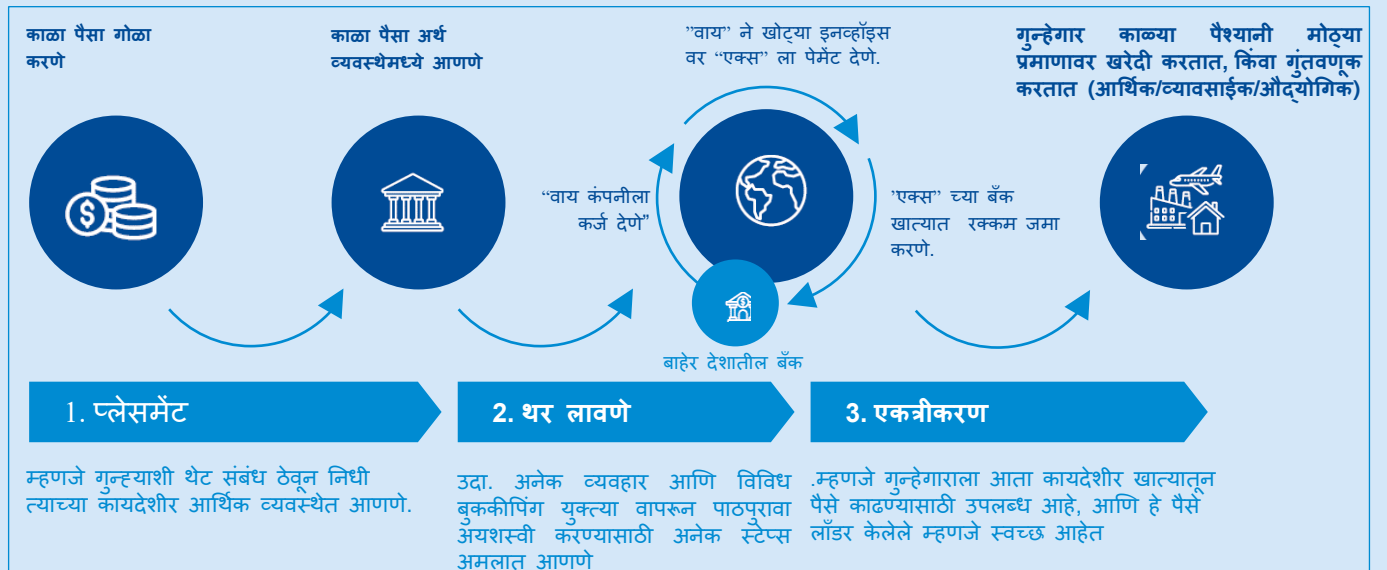 काळा पैसा गोळा
करणे
काळा पैसा अर्थ
व्यवस्थेमध्ये आणणे
”वाय” ने खोट्या इनव्हॉइस
वर “एक्स” ला पेमेंट देणे.
गुन्हेगार काळ्या पैश्यानी मोठ्या
प्रमाणावर खरेदी करतात, किंवा गुंतवणूक
करतात (आर्थिक/व्यावसाईक/औद्योगिक)
“वाय कंपनीला
कर्ज देणे”
”एक्स” च्या बँक
खात्यात रक्कम जमा
करणे.
बाहेर देशातील बँक
1. प्लेसमेंट
2. थर लावणे
3. एकत्रीकरण
म्हणजे गुन्ह्याशी थेट संबंध ठेवून निधी
त्याच्या कायदेशीर आर्थिक व्यवस्थेत आणणे.
उदा. अनेक व्यवहार आणि विविध
बुककीपिंग युक्त्या वापरून पाठपुरावा
अयशस्वी करण्यासाठी अनेक स्टेप्स
अमलात आणणे
.म्हणजे गुन्हेगाराला आता कायदेशीर खात्यातून
पैसे काढण्यासाठी उपलब्ध आहे, आणि हे पैसे
लाँडर केलेले म्हणजे स्वच्छ आहेत